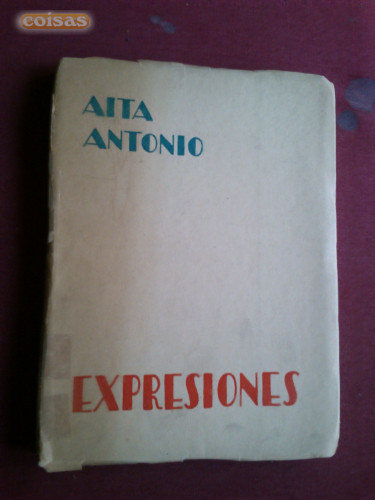 coisas
AITA
ANTONIO
EXPRESIONES